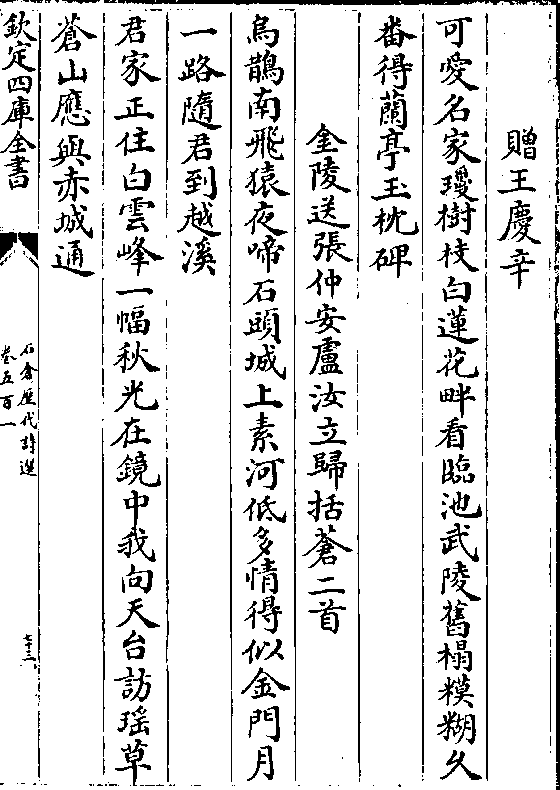 贈王慶辛
可愛名家璦樹枝白蓮花畔看臨池武陵舊榻糢糊久
畨得蘭亭玉枕碑
金陵送張仲安盧汝立歸括蒼二首
烏鵲南飛猿夜啼石頭城上素河低多情得似金門月
一路隨君到越溪
君家正住白雲峰一幅秋光在鏡中我向天台訪瑶草
蒼山應與赤城通
欽定四庫全書
石倉歷代詩選
卷五百一
七十三